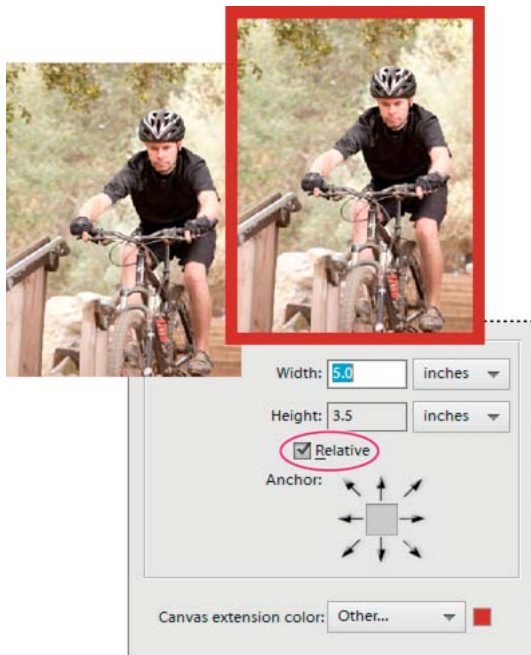 Width: 5.0 inches
Height: 3.5 inches
Relative
Anchor:
Canvas extension color: Other...